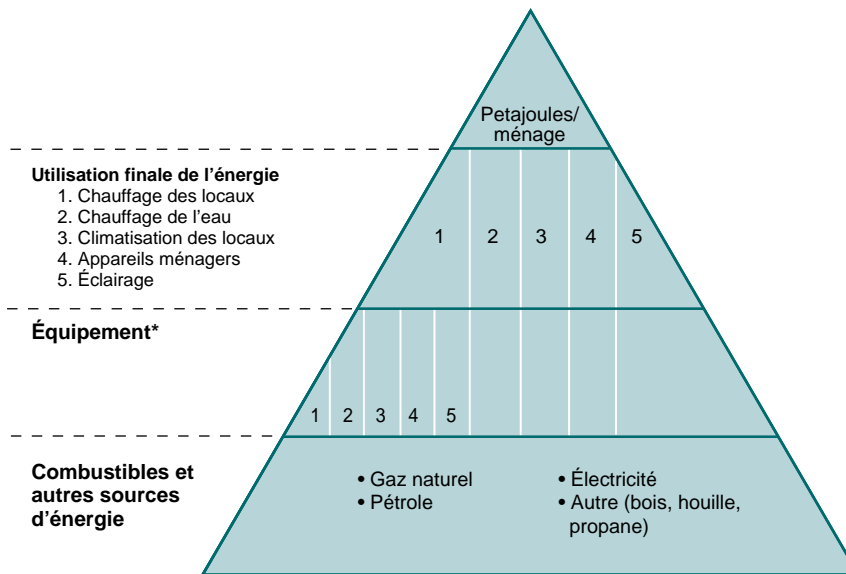 Petajoules/
ménage
Utilisation finale de l’énergie
1. Chauffage des locaux
2. Chauffage de l’eau
3. Climatisation des locaux
4. Appareils ménagers
5. Éclairage
1 2 3 4 5
Équipement*
1 2 3 4 5
Combustibles et
autres sources
d’énergie
• Gaz naturel
• Pétrole
• Électricité
• Autre (bois, houille,
propane)